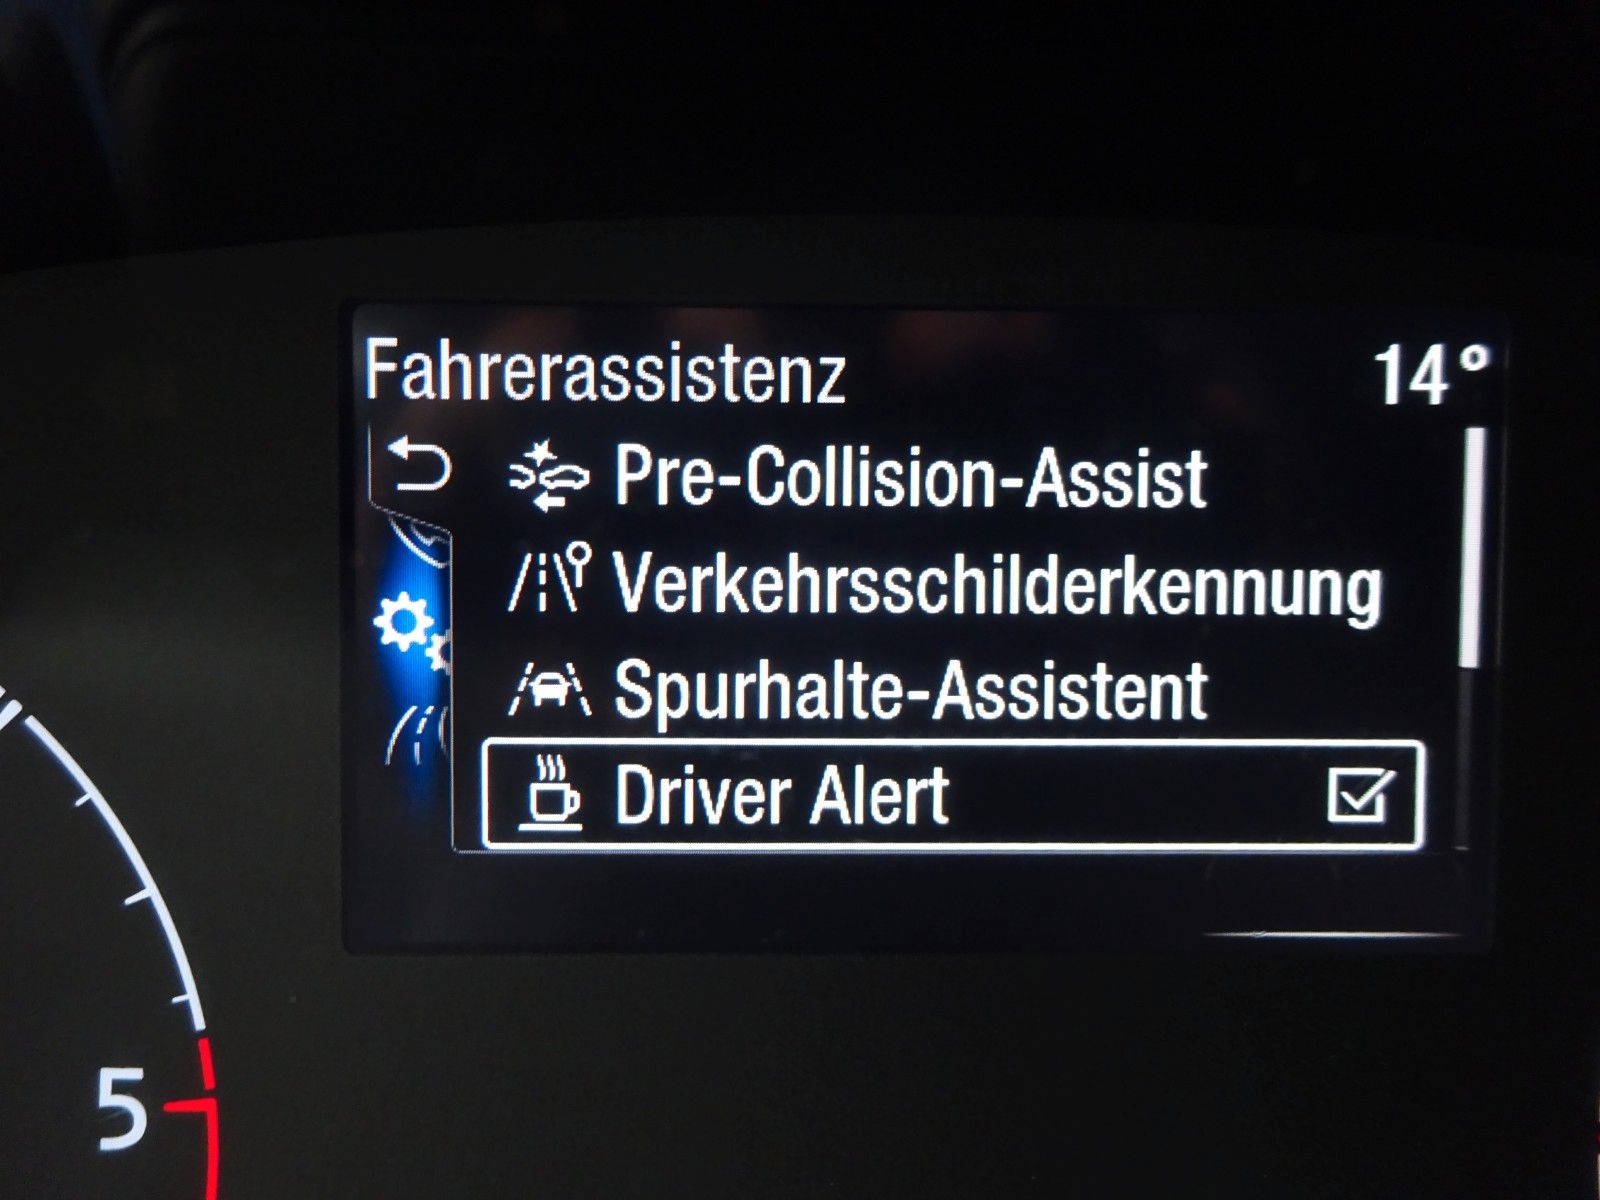 Fahrerassistenz 14°
Pre-Collision-Assist
Verkehrsschilderkennung
Spurhalte-Assistent
Driver Alert
5